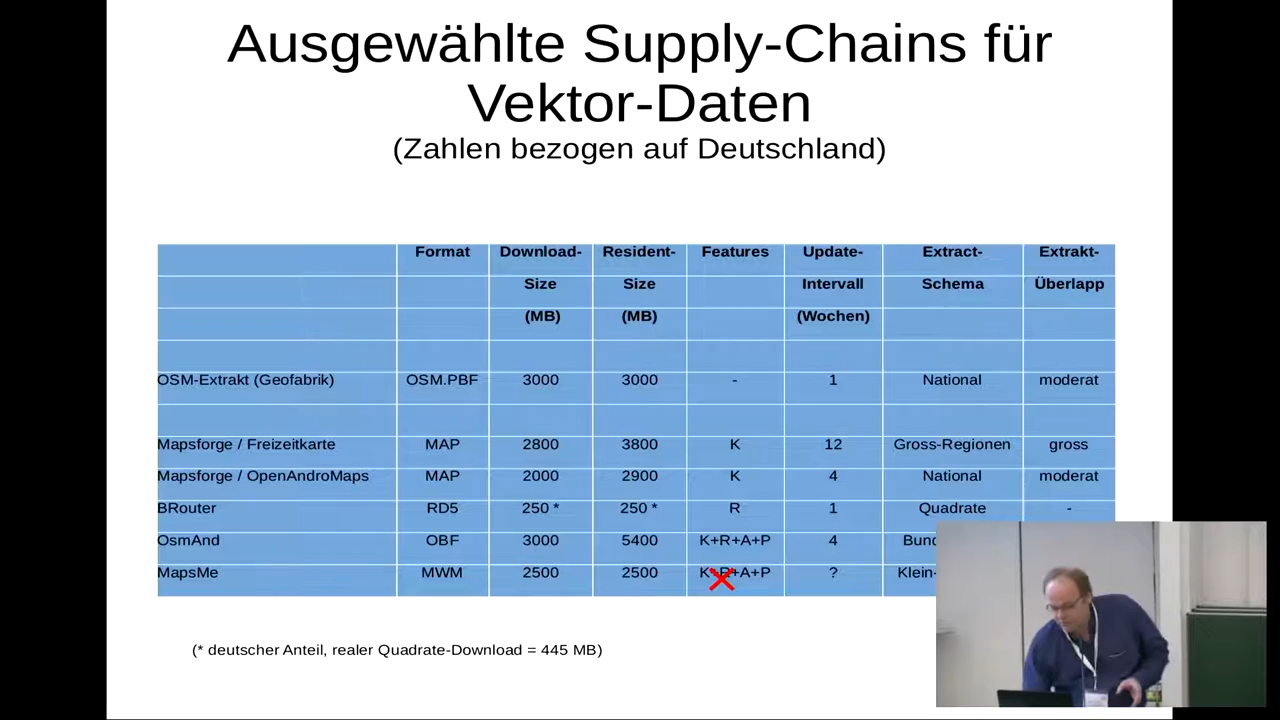 Ausgewählte Supply-Chains für
Vektor-Daten
(Zahlen bezogen auf Deutschland)
Format Download- Resident- Features Update- Extract- Extrakt-
Size Size Intervall Schema Überlapp
(MB) (MB) (Wochen)
OSM-Extrakt (Geofabrik) OSM.PBF 3000 3000 - 1 National moderat
Mapsforge / Freizeitkarte MAP 2800 3800 K 12 Gross-Regionen gross
Mapsforge / OpenAndroMaps MAP 2000 2900 K 4 National moderat
BRouter RD5 250 * 250 * R 1 Quadrate -
OsmAnd OBF 3000 5400 K+R+A+P 4
MapsMe MWM 2500 2500 K+R+A+P ?
(* deutscher Anteil, realer Quadrate-Download = 445 MB)